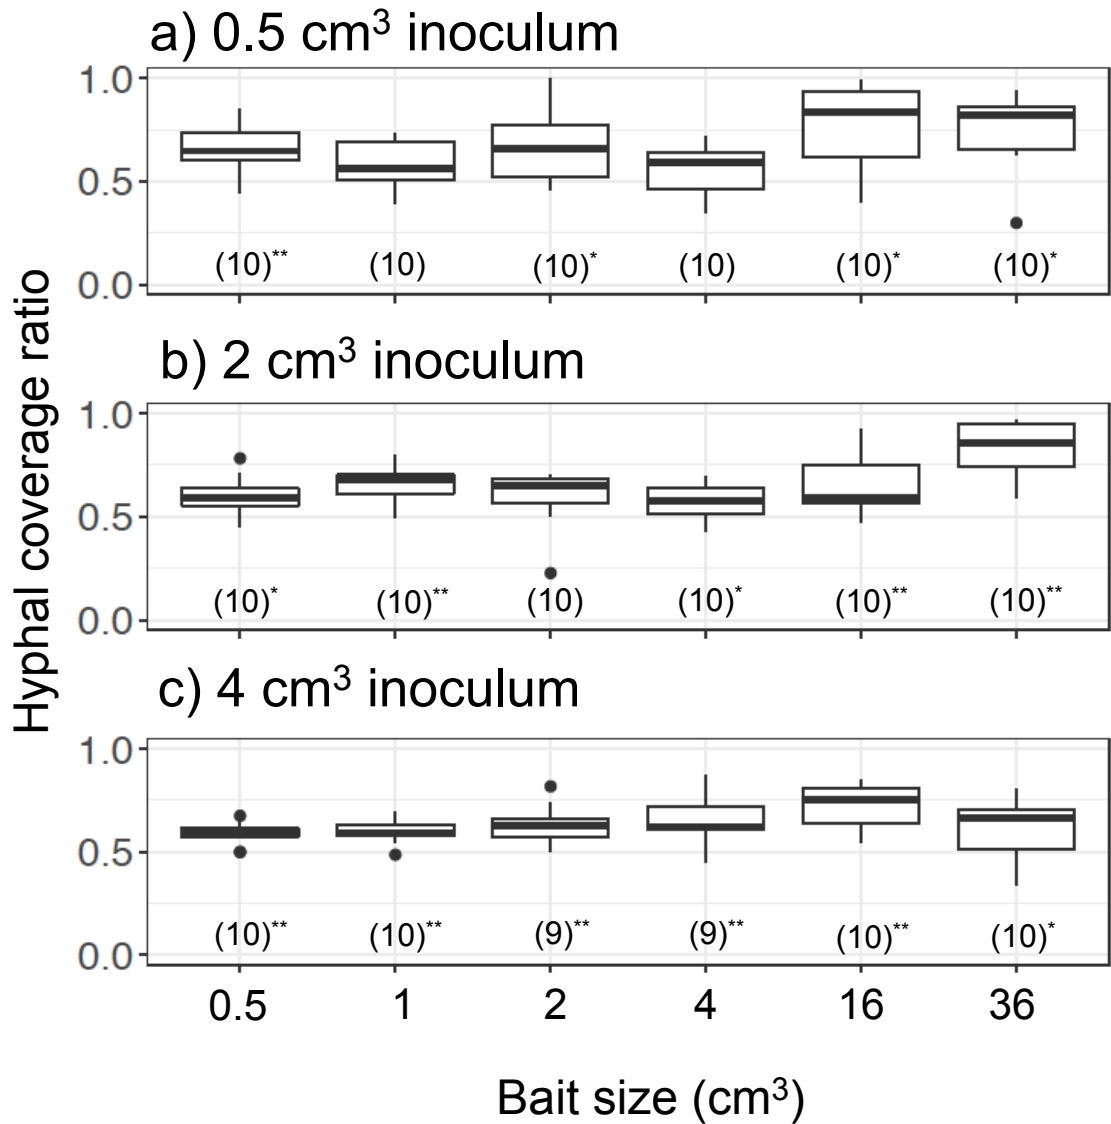 Hyphal coverage ratio
a) 0.5 cm³ inoculum
1.0
0.5
0.0
(10)** (10) (10)* (10) (10)* (10)*
b) 2 cm³ inoculum
1.0
0.5
0.0
(10)* (10)** (10) (10)* (10)** (10)**
c) 4 cm³ inoculum
1.0
0.5
0.0
(10)** (10)** (9)** (9)** (10)** (10)*
0.5 1 2 4 16 36
Bait size (cm³)